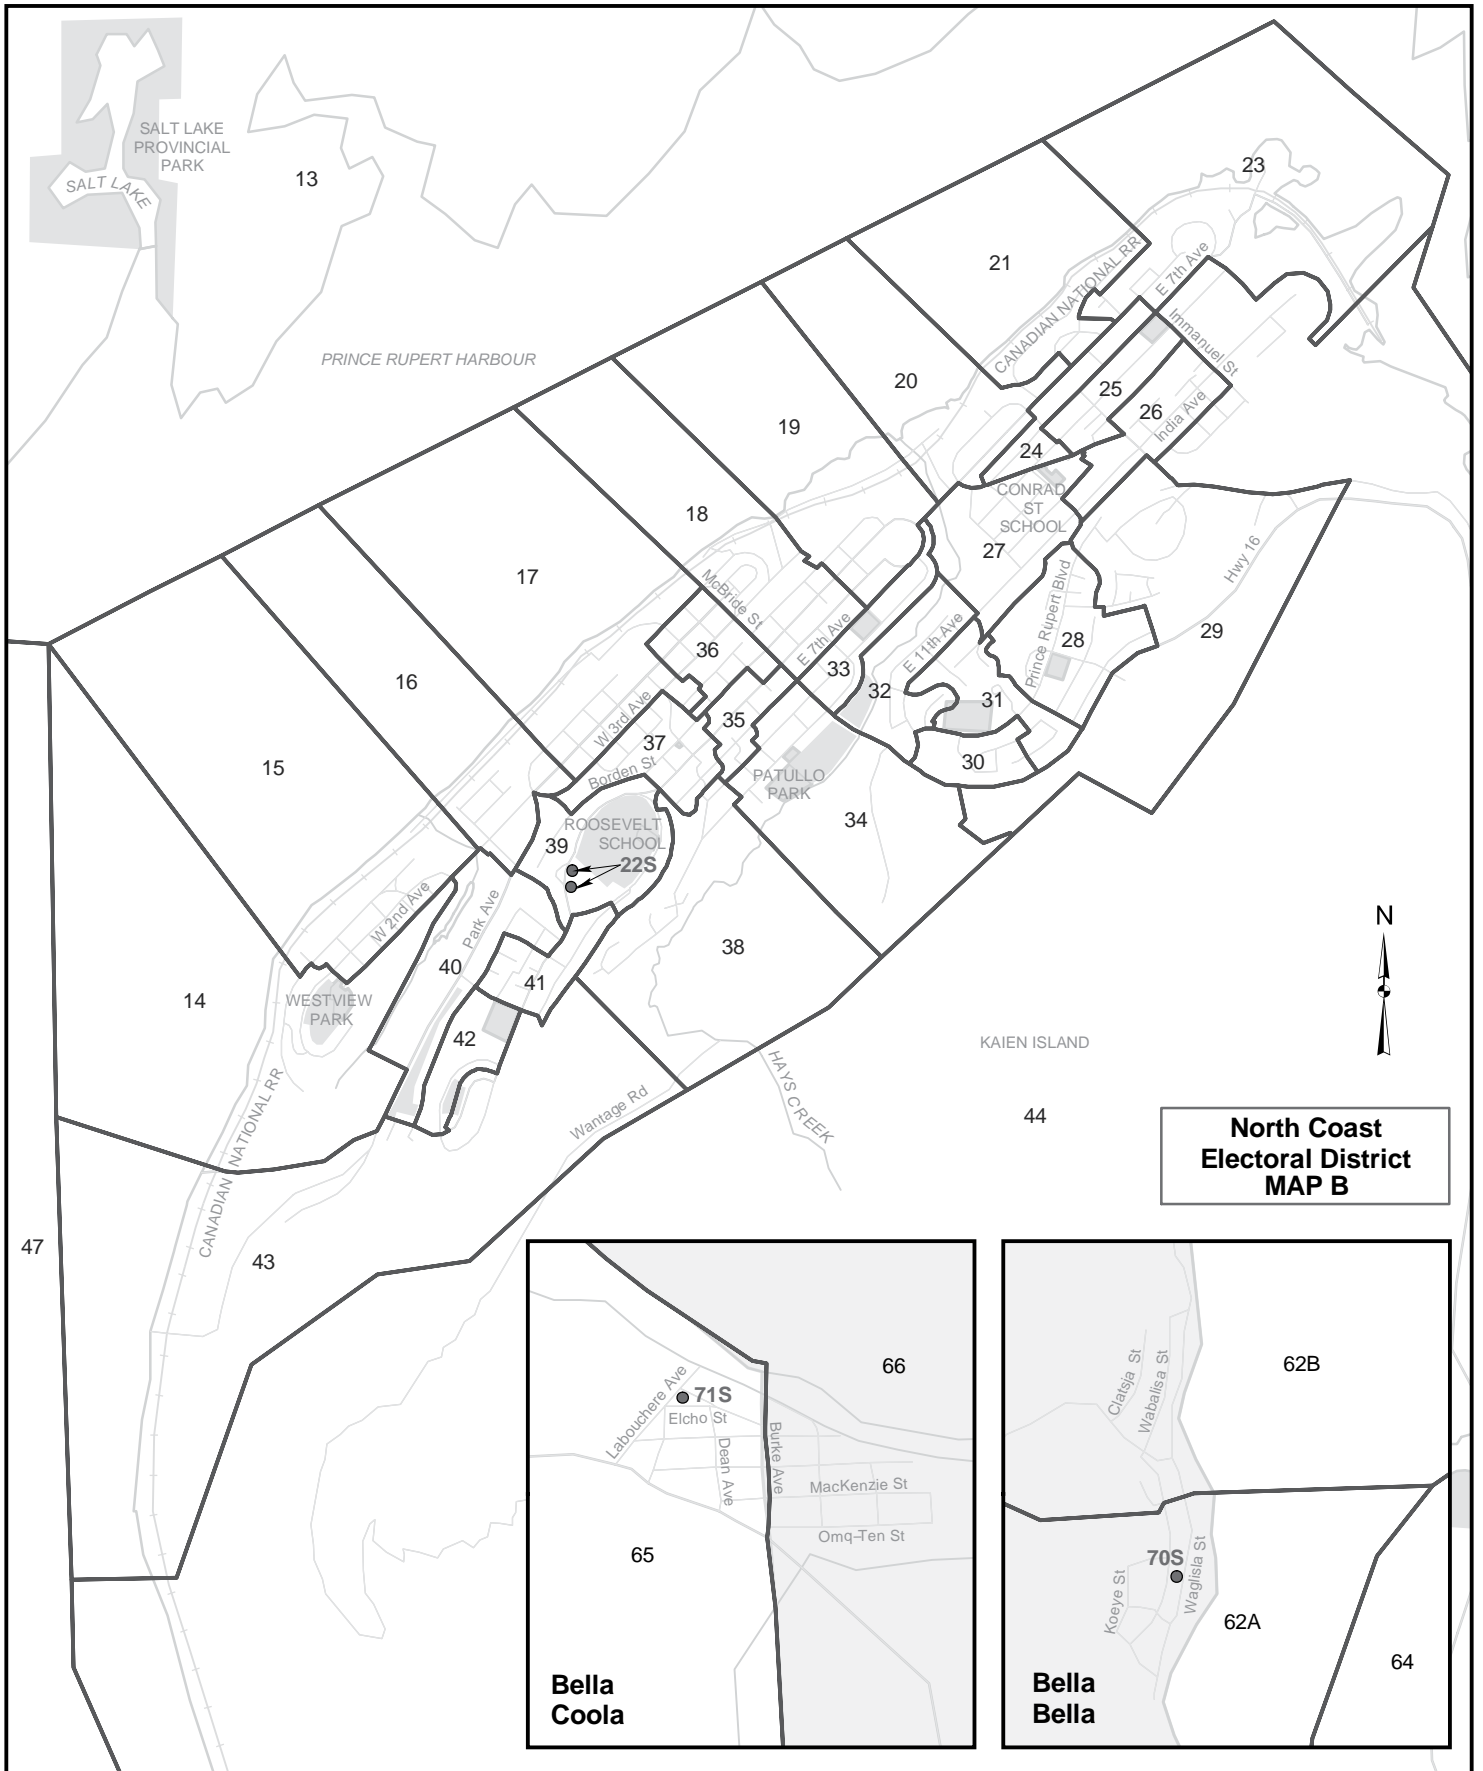 SALT LAKE
PROVINCIAL
PARK
SALT LAKE
13
23
21
CANADIAN NATIONAL RR
E 7th Ave
Immanuel St
PRINCE RUPERT HARBOUR
20
25
26
India Ave
19
24
CONRAD
ST
SCHOOL
18
27
Hwy 16
17
McBride St
Prince Rupert Blvd
E 7th Ave
E 11th Ave
28
29
36
33
32
16
31
W 3rd Ave
35
37
Borden St
30
15
PATULLO
PARK
34
ROOSEVELT
SCHOOL
39
22S
W 2nd Ave
Park Ave
N
38
40
41
14
WESTVIEW
PARK
42
KAIEN ISLAND
HAYS CREEK
Wantage Rd
44
CANADIAN NATIONAL RR
North Coast
Electoral District
MAP B
47
43
66
Labouchere Ave
71S
Elcho St
Dean Ave
Burke Ave
MacKenzie St
Omq-Ten St
65
Bella
Coola
62B
Clatsja St
Wabalisa St
70S
Koeye St
Waglisla St
62A
64
Bella
Bella